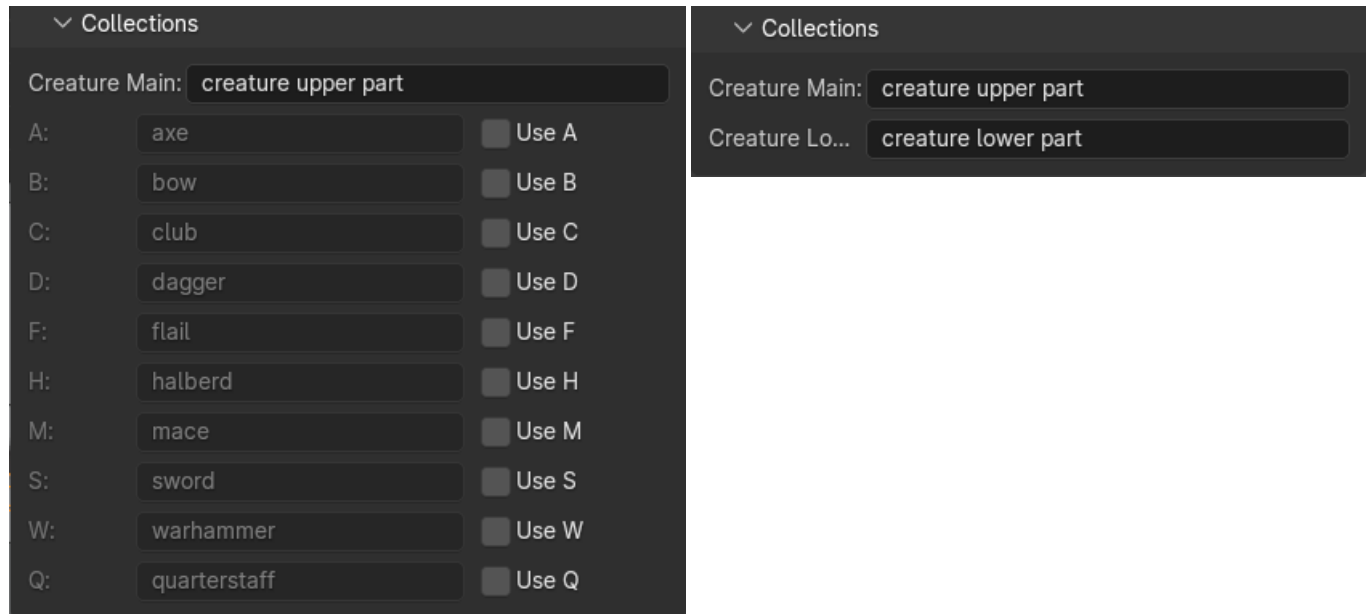 Collections
Creature Main: creature upper part
A: axe Use A
B: bow Use B
C: club Use C
D: dagger Use D
F: flail Use F
H: halberd Use H
M: mace Use M
S: sword Use S
W: warhammer Use W
Q: quarterstaff Use Q
Collections
Creature Main: creature upper part
Creature Lo... creature lower part